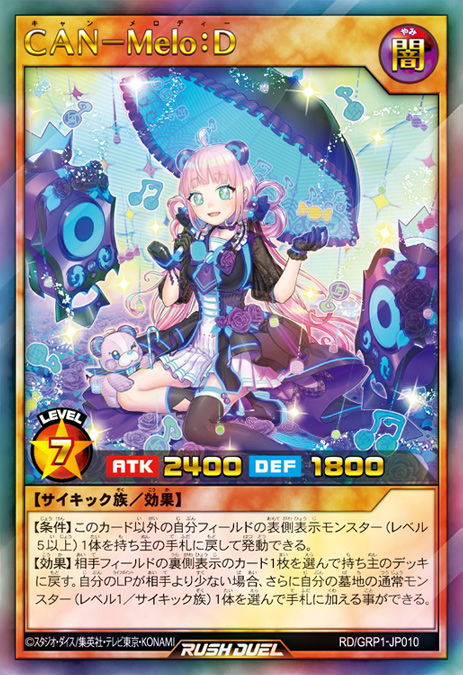 キャン メロディー
CAN－Melo：D
やみ
闇
LEVEL
7
ATK 2400 DEF 1800
【サイキック族／効果】
【条件】このカード以外の自分フィールドの表側表示モンスター（レベル
５以上）１体を持ち主の手札に戻して発動できる。
【効果】相手フィールドの裏側表示のカード１枚を選んで持ち主のデッキ
に戻す。自分のLPが相手より少ない場合、さらに自分の墓地の通常モン
スター（レベル１／サイキック族）１体を選んで手札に加える事ができる。
©スタジオ・ダイス/集英社・テレビ東京・KONAMI
RUSH DUEL
RD/GRP1-JP010